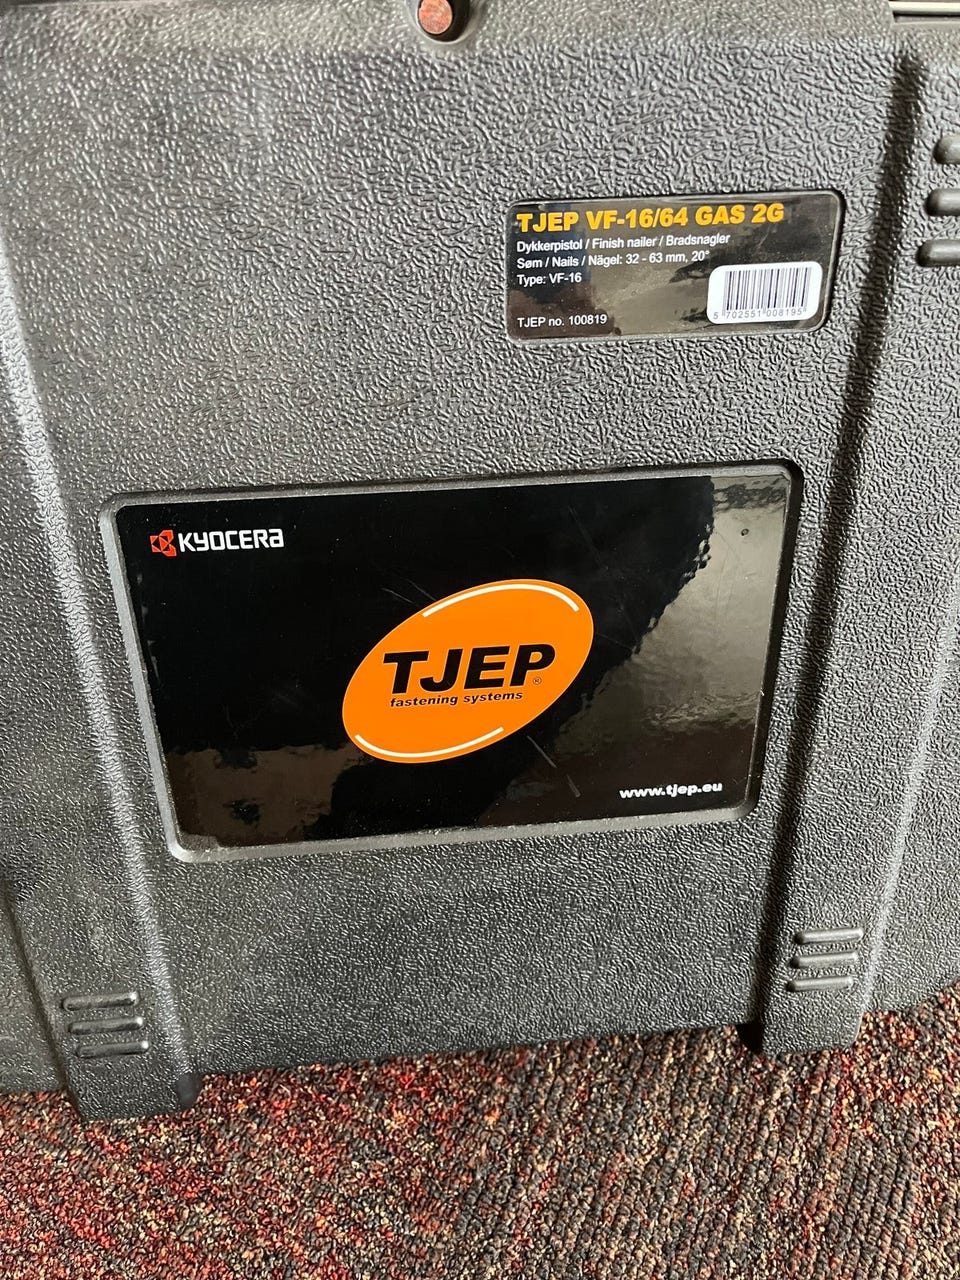 TJEP VF-16/64 GAS 2G
Dykkerpistol / Finish nailer / Bradsnagler
Søm / Nails / Nägel: 32 - 63 mm, 20°
Type: VF-16
5 702551 008195
TJEP no. 100819
KYOCERA
TJEP®
fastening systems
www.tjep.eu